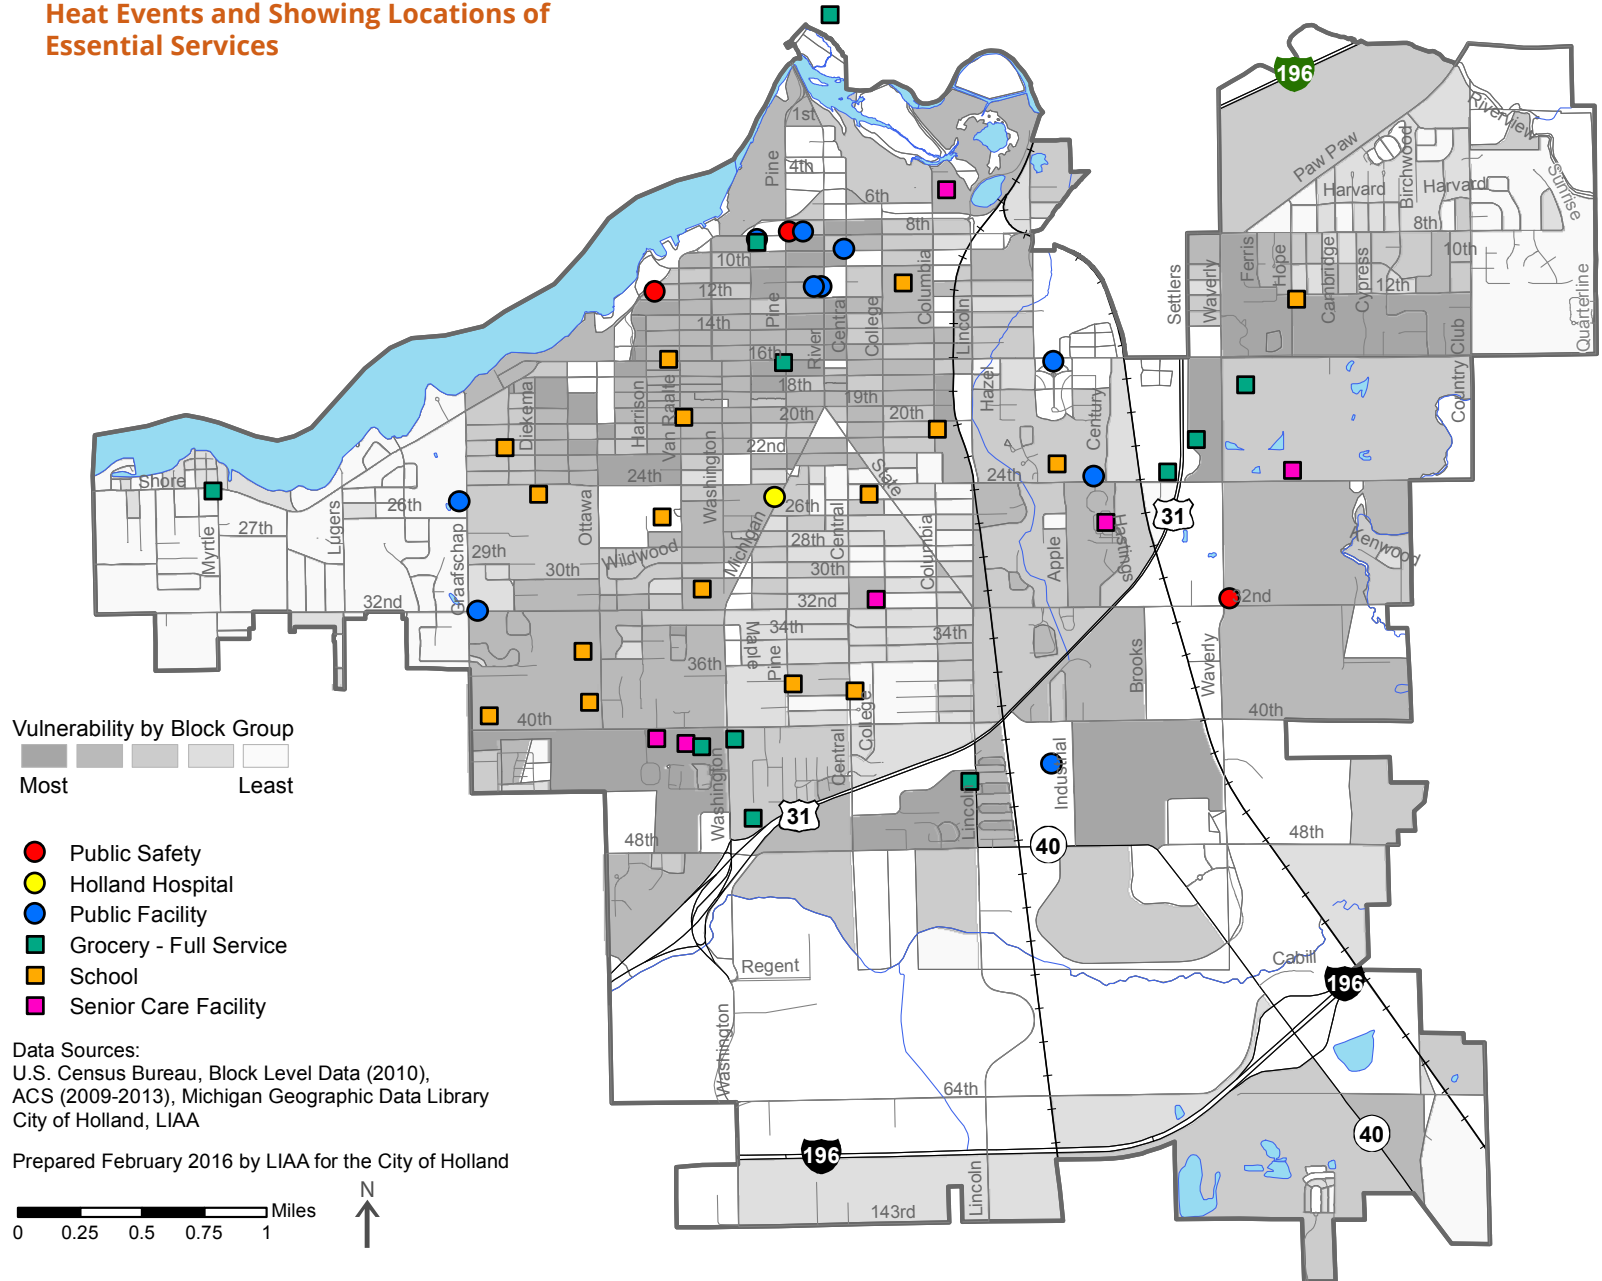 Heat Events and Showing Locations of
Essential Services
196
Riverview
1st
Paw Paw
Birchwood
Pine
4th
Sunrise
6th
Harvard
Harvard
8th
8th
10th
10th
Settlers
Waverly
Ferris
Hope
Cambridge
Cypress
12th
Quarterline
12th
Pine
Central
College
Columbia
Lincoln
14th
River
16th
Country Club
18th
Hazel
Diekema
Harrison
Van Raalte
19th
20th
20th
Century
22nd
Washington
24th
State
24th
Shore
26th
26th
31
27th
Myrtle
Lugers
Ottawa
Michigan
Central
28th
Columbia
Apple
Hastings
Kenwood
29th
Graafschap
Wildwood
30th
30th
32nd
32nd
32nd
Maple
34th
34th
Pine
36th
Brooks
Waverly
College
40th
40th
Vulnerability by Block Group
Most
Least
Central
Washington
Industrial
Lincoln
31
48th
40
48th
Public Safety
Holland Hospital
Public Facility
Grocery - Full Service
School
Senior Care Facility
Regent
Cabill
196
Washington
Data Sources:
U.S. Census Bureau, Block Level Data (2010),
ACS (2009-2013), Michigan Geographic Data Library
City of Holland, LIAA
64th
40
Prepared February 2016 by LIAA for the City of Holland
196
Lincoln
N
143rd
Miles
0 0.25 0.5 0.75 1